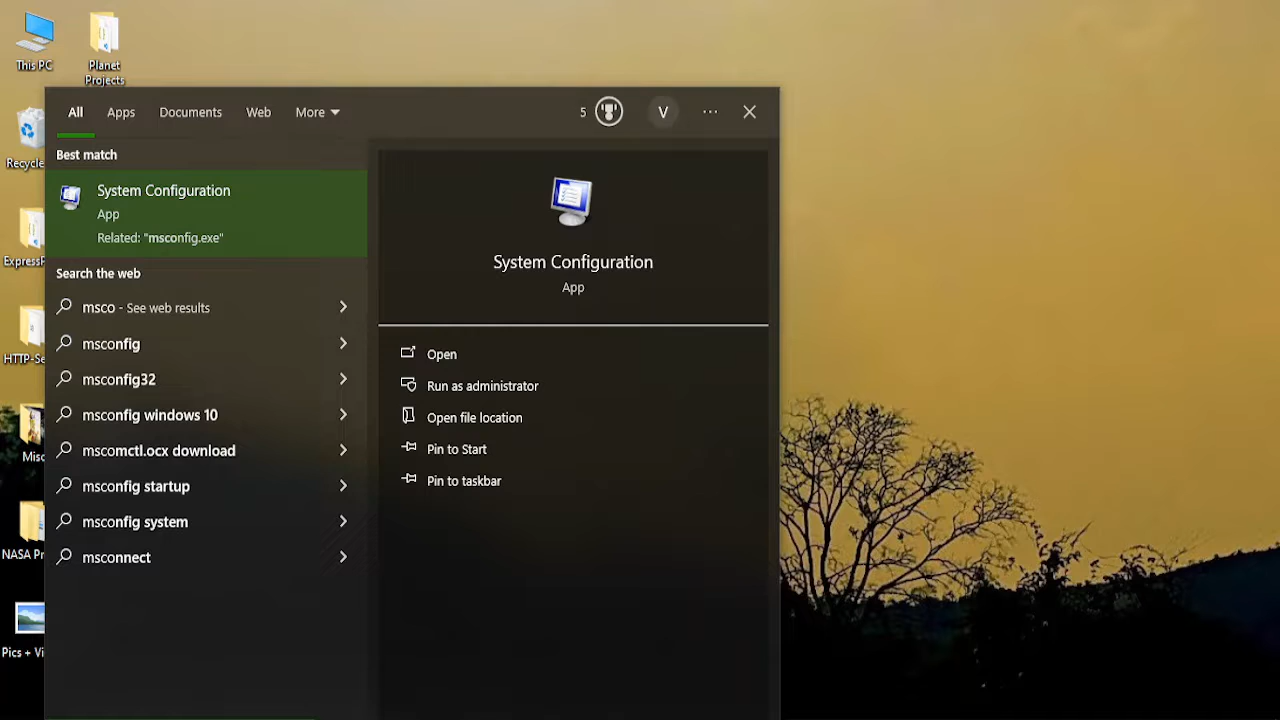 This PC
Planet
Projects
Recycle
ExpressF
HTTP-Se
Misc
NASA Pr
Pics + Vi
All
Apps
Documents
Web
More
5
V
Best match
System Configuration
App
Related: "msconfig.exe"
Search the web
msco - See web results
msconfig
msconfig32
msconfig windows 10
mscomctl.ocx download
msconfig startup
msconfig system
msconnect
System Configuration
App
Open
Run as administrator
Open file location
Pin to Start
Pin to taskbar